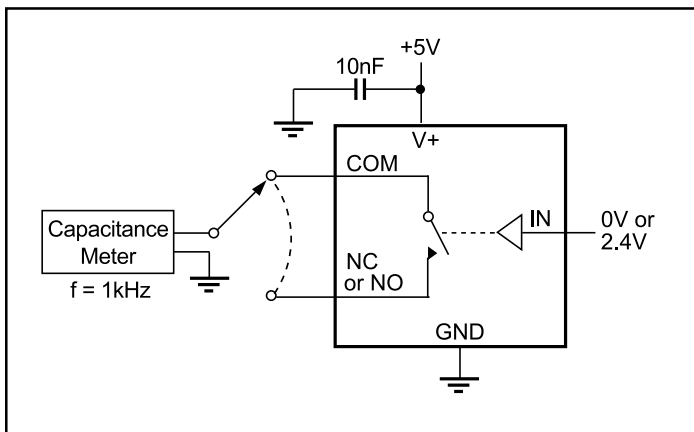 +5V
10nF
V+
COM
IN
0V or
2.4V
Capacitance
Meter
f = 1kHz
NC
or NO
GND